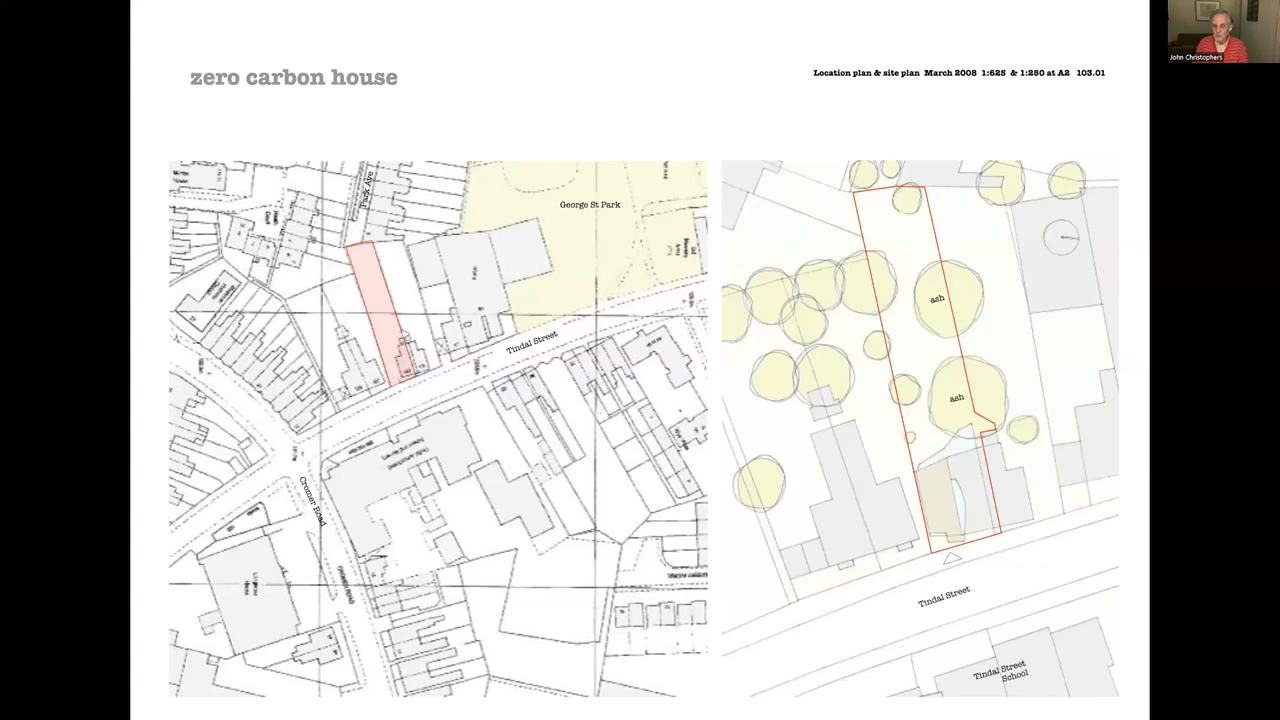 zero carbon house
Location plan & site plan March 2008 1:625 & 1:250 at A2 103.01
John Christophers
Park Ave
George St Park
Tindal Street
Cromer Road
ash
ash
Tindal Street
Tindal Street
School